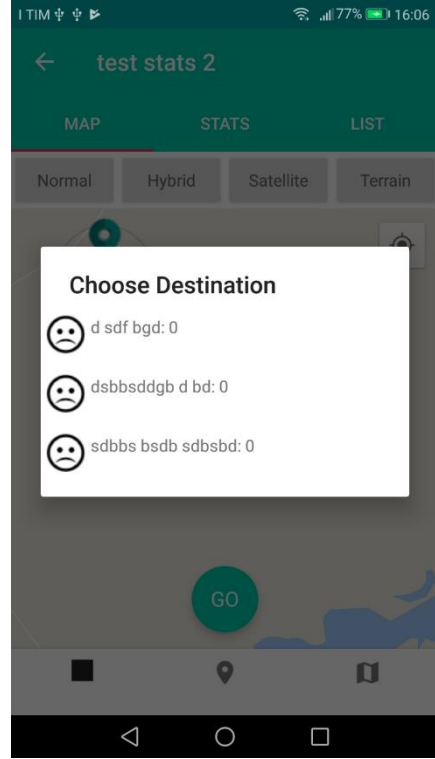 I TIM 77% 16:06
test stats 2
MAP STATS LIST
Normal Hybrid Satellite Terrain
Choose Destination
d sdf bgd: 0
dsbbsddgb d bd: 0
sdbbs bsdb sdbsbd: 0
GO